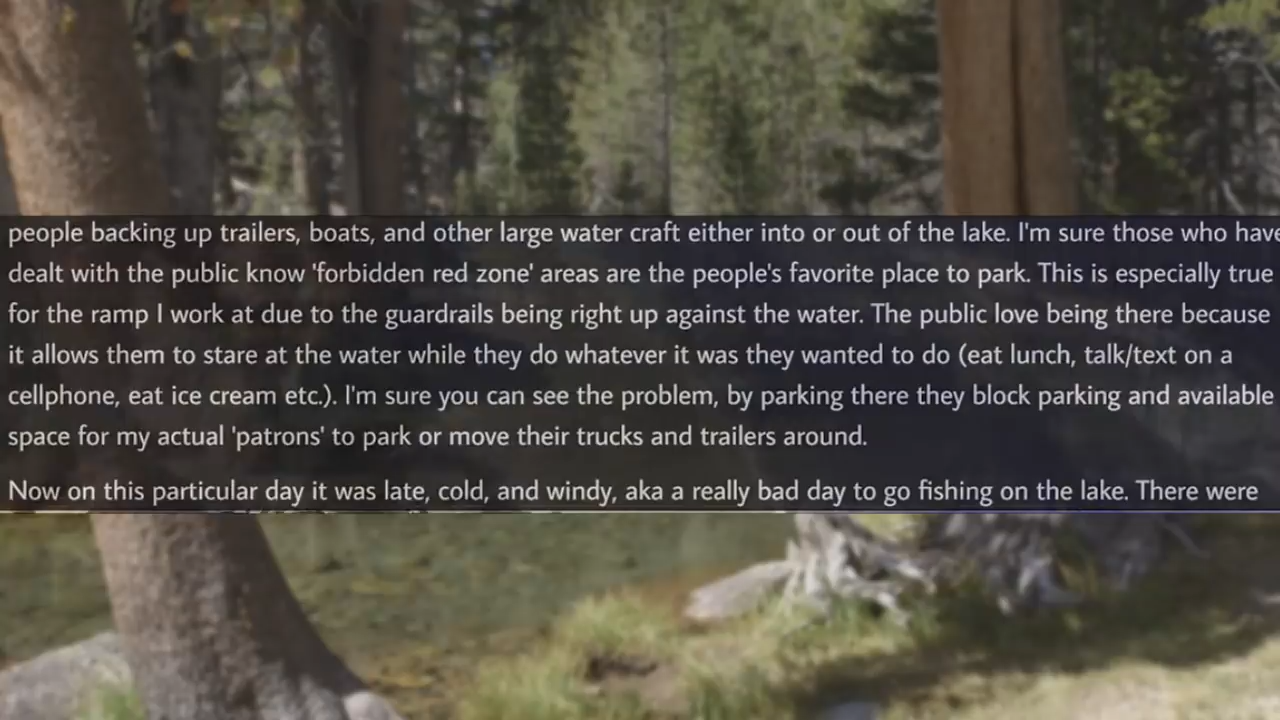 people backing up trailers, boats, and other large water craft either into or out of the lake. I'm sure those who have
dealt with the public know 'forbidden red zone' areas are the people's favorite place to park. This is especially true
for the ramp I work at due to the guardrails being right up against the water. The public love being there because
it allows them to stare at the water while they do whatever it was they wanted to do (eat lunch, talk/text on a
cellphone, eat ice cream etc.). I'm sure you can see the problem, by parking there they block parking and available
space for my actual 'patrons' to park or move their trucks and trailers around.
Now on this particular day it was late, cold, and windy, aka a really bad day to go fishing on the lake. There were